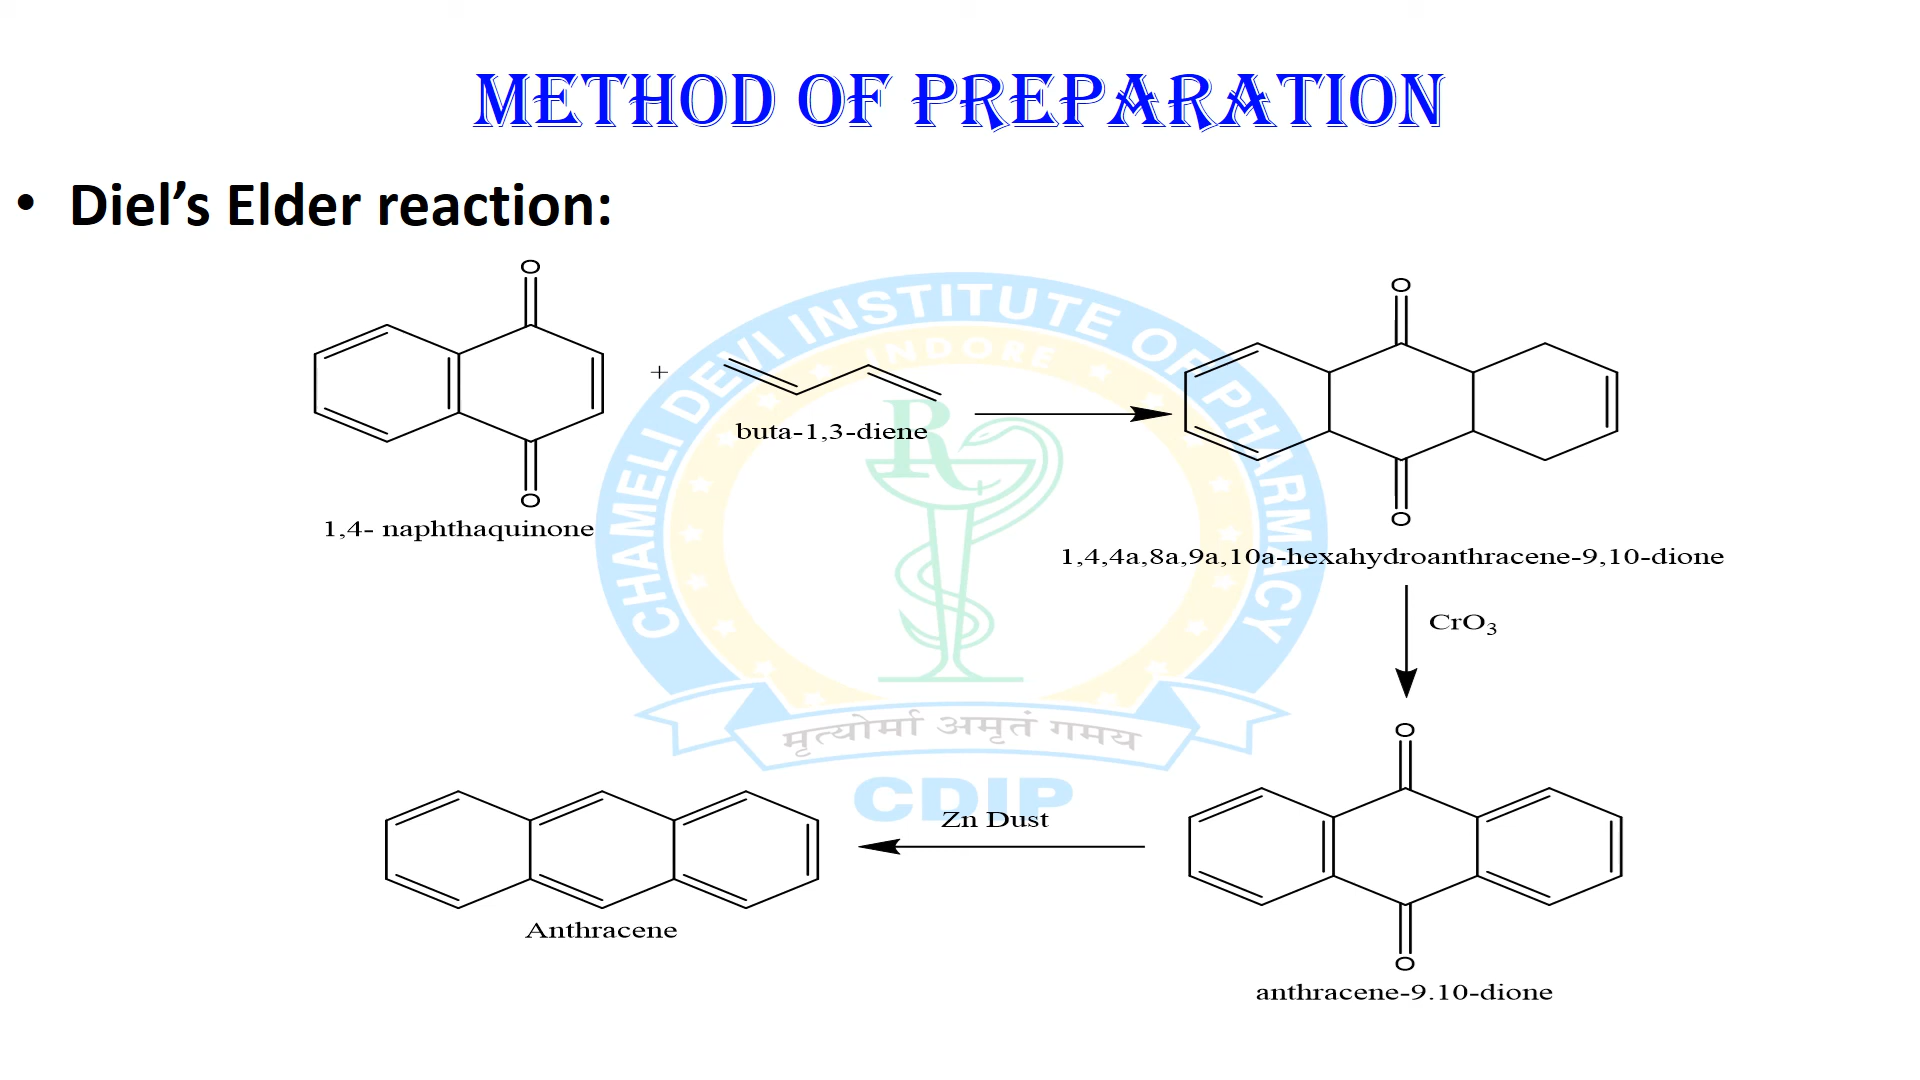 METHOD OF PREPARATION
• Diel’s Elder reaction:
O
O
1,4- naphthaquinone
+
buta-1,3-diene
O
O
1,4,4a,8a,9a,10a-hexahydroanthracene-9,10-dione
CrO₃
O
O
anthracene-9.10-dione
Zn Dust
Anthracene
CHAMELI DEVI INSTITUTE OF PHARMACY
INDORE
Rx
मृत्योर्मा अमृतं गमय
CDIP